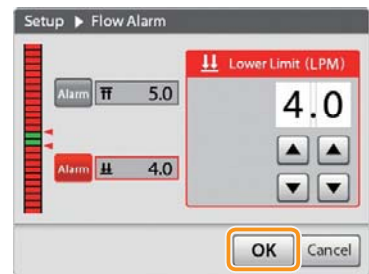 Setup ▶ Flow Alarm
Lower Limit (LPM)
Alarm 5.0
4.0
Alarm 4.0
OK Cancel